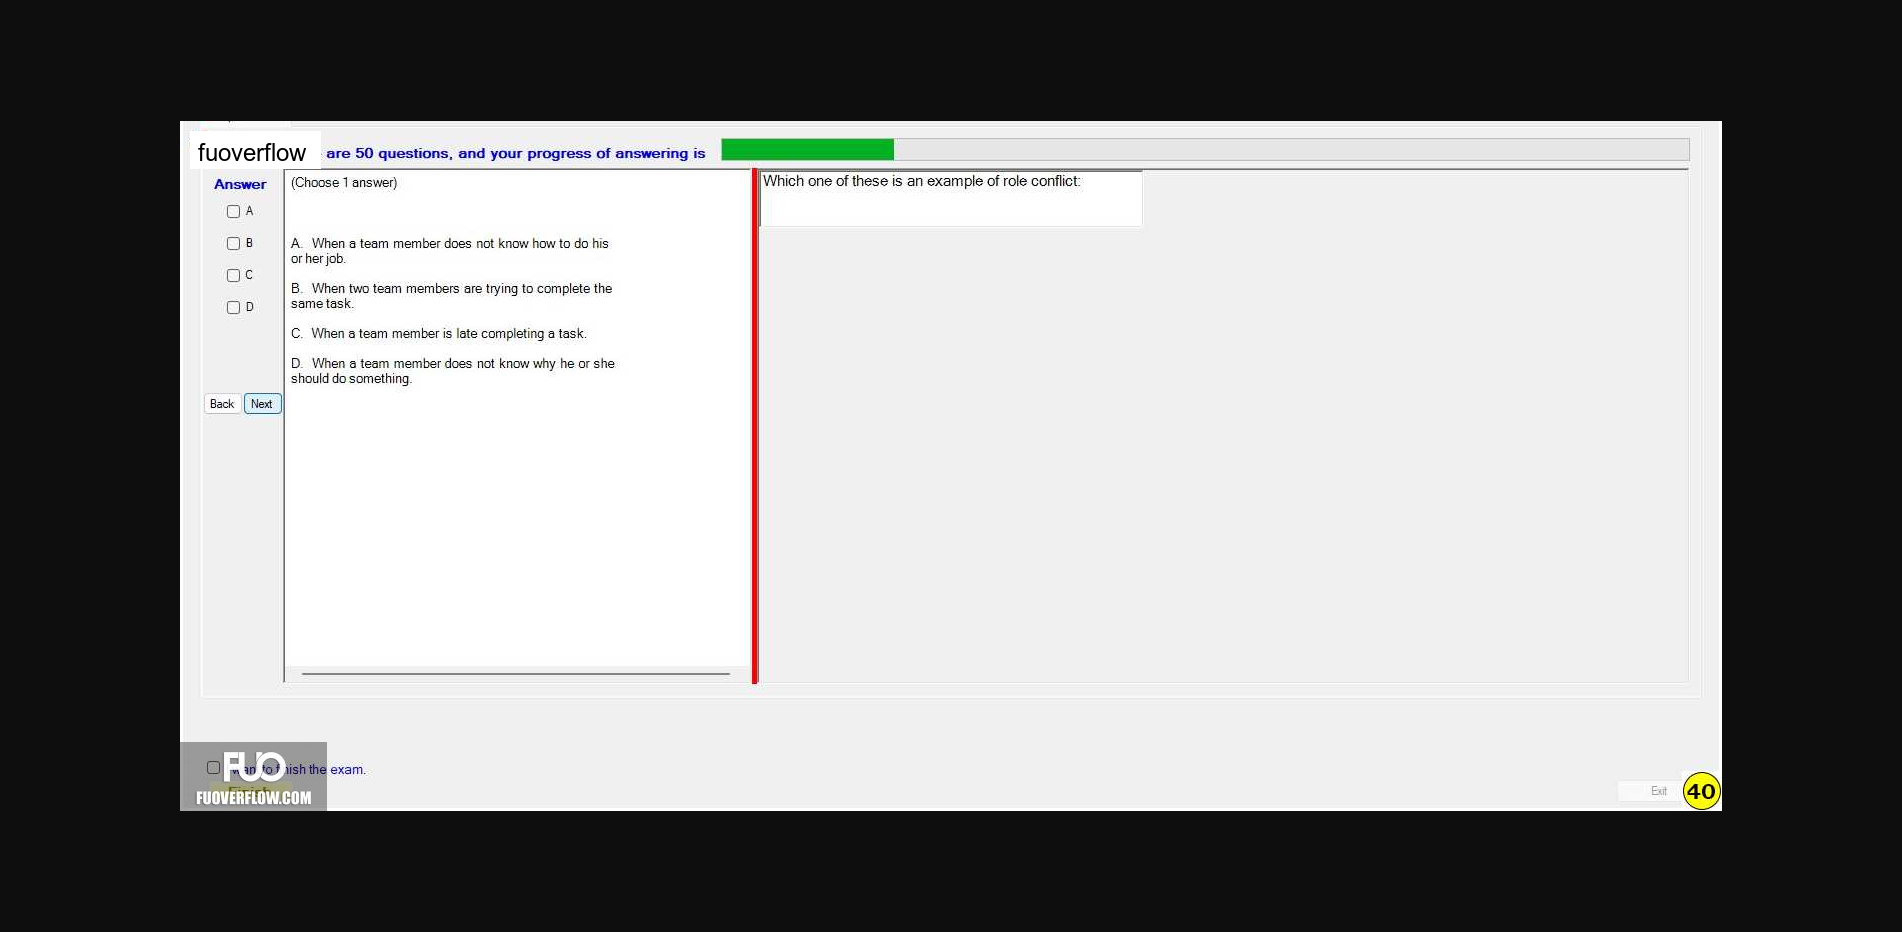 fuoverflow are 50 questions, and your progress of answering is
Answer
A
B
C
D
Back Next
(Choose 1 answer)
A. When a team member does not know how to do his
or her job.
B. When two team members are trying to complete the
same task.
C. When a team member is late completing a task.
D. When a team member does not know why he or she
should do something.
Which one of these is an example of role conflict:
want to finish the exam.
Finish
FUO
FUOVERFLOW.COM
Exit
40